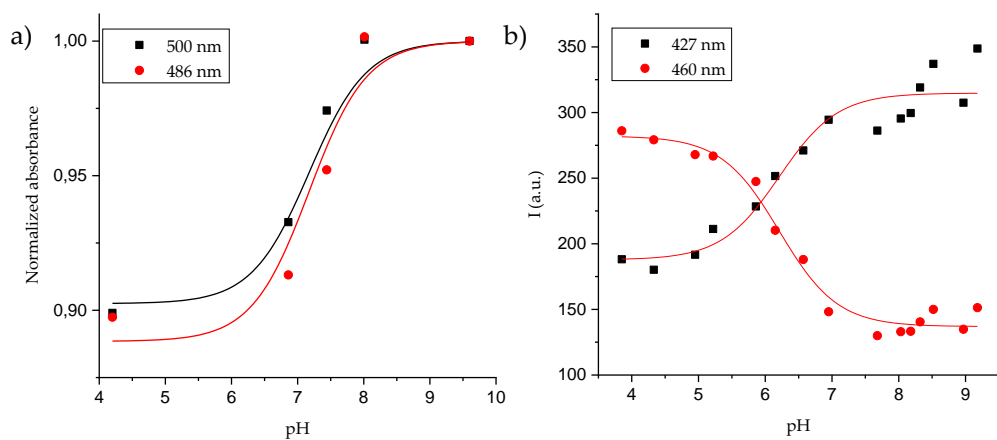 a)
500 nm
486 nm
1,00
0,95
0,90
Normalized absorbance
4 5 6 7 8 9 10
pH
b)
427 nm
460 nm
350
300
250
200
150
100
I (a.u.)
4 5 6 7 8 9
pH